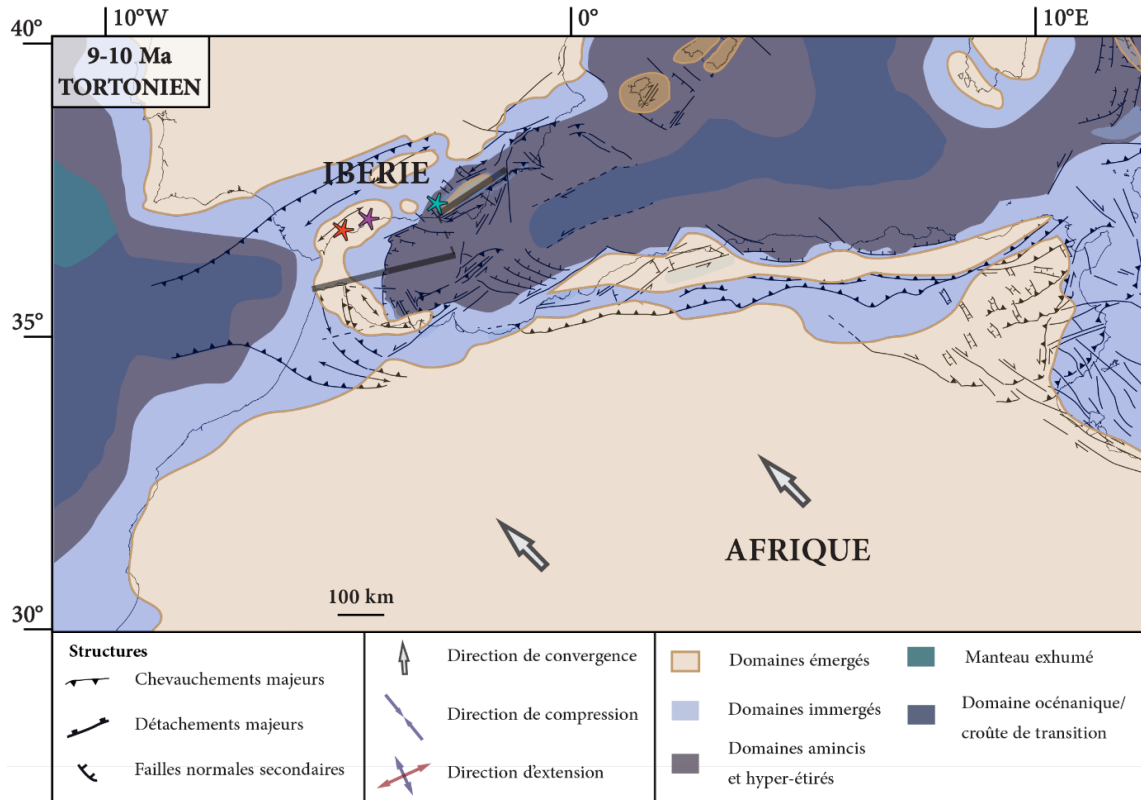 10°W
0°
10°E
40°
9-10 Ma
TORTONIEN
IBERIE
35°
AFRIQUE
100 km
30°
Structures
Chevauchements majeurs
Détachements majeurs
Failles normales secondaires
Direction de convergence
Direction de compression
Direction d'extension
Domaines émergés
Domaines immergés
Domaines amincis
et hyper-étirés
Manteau exhumé
Domaine océnanique/
croûte de transition